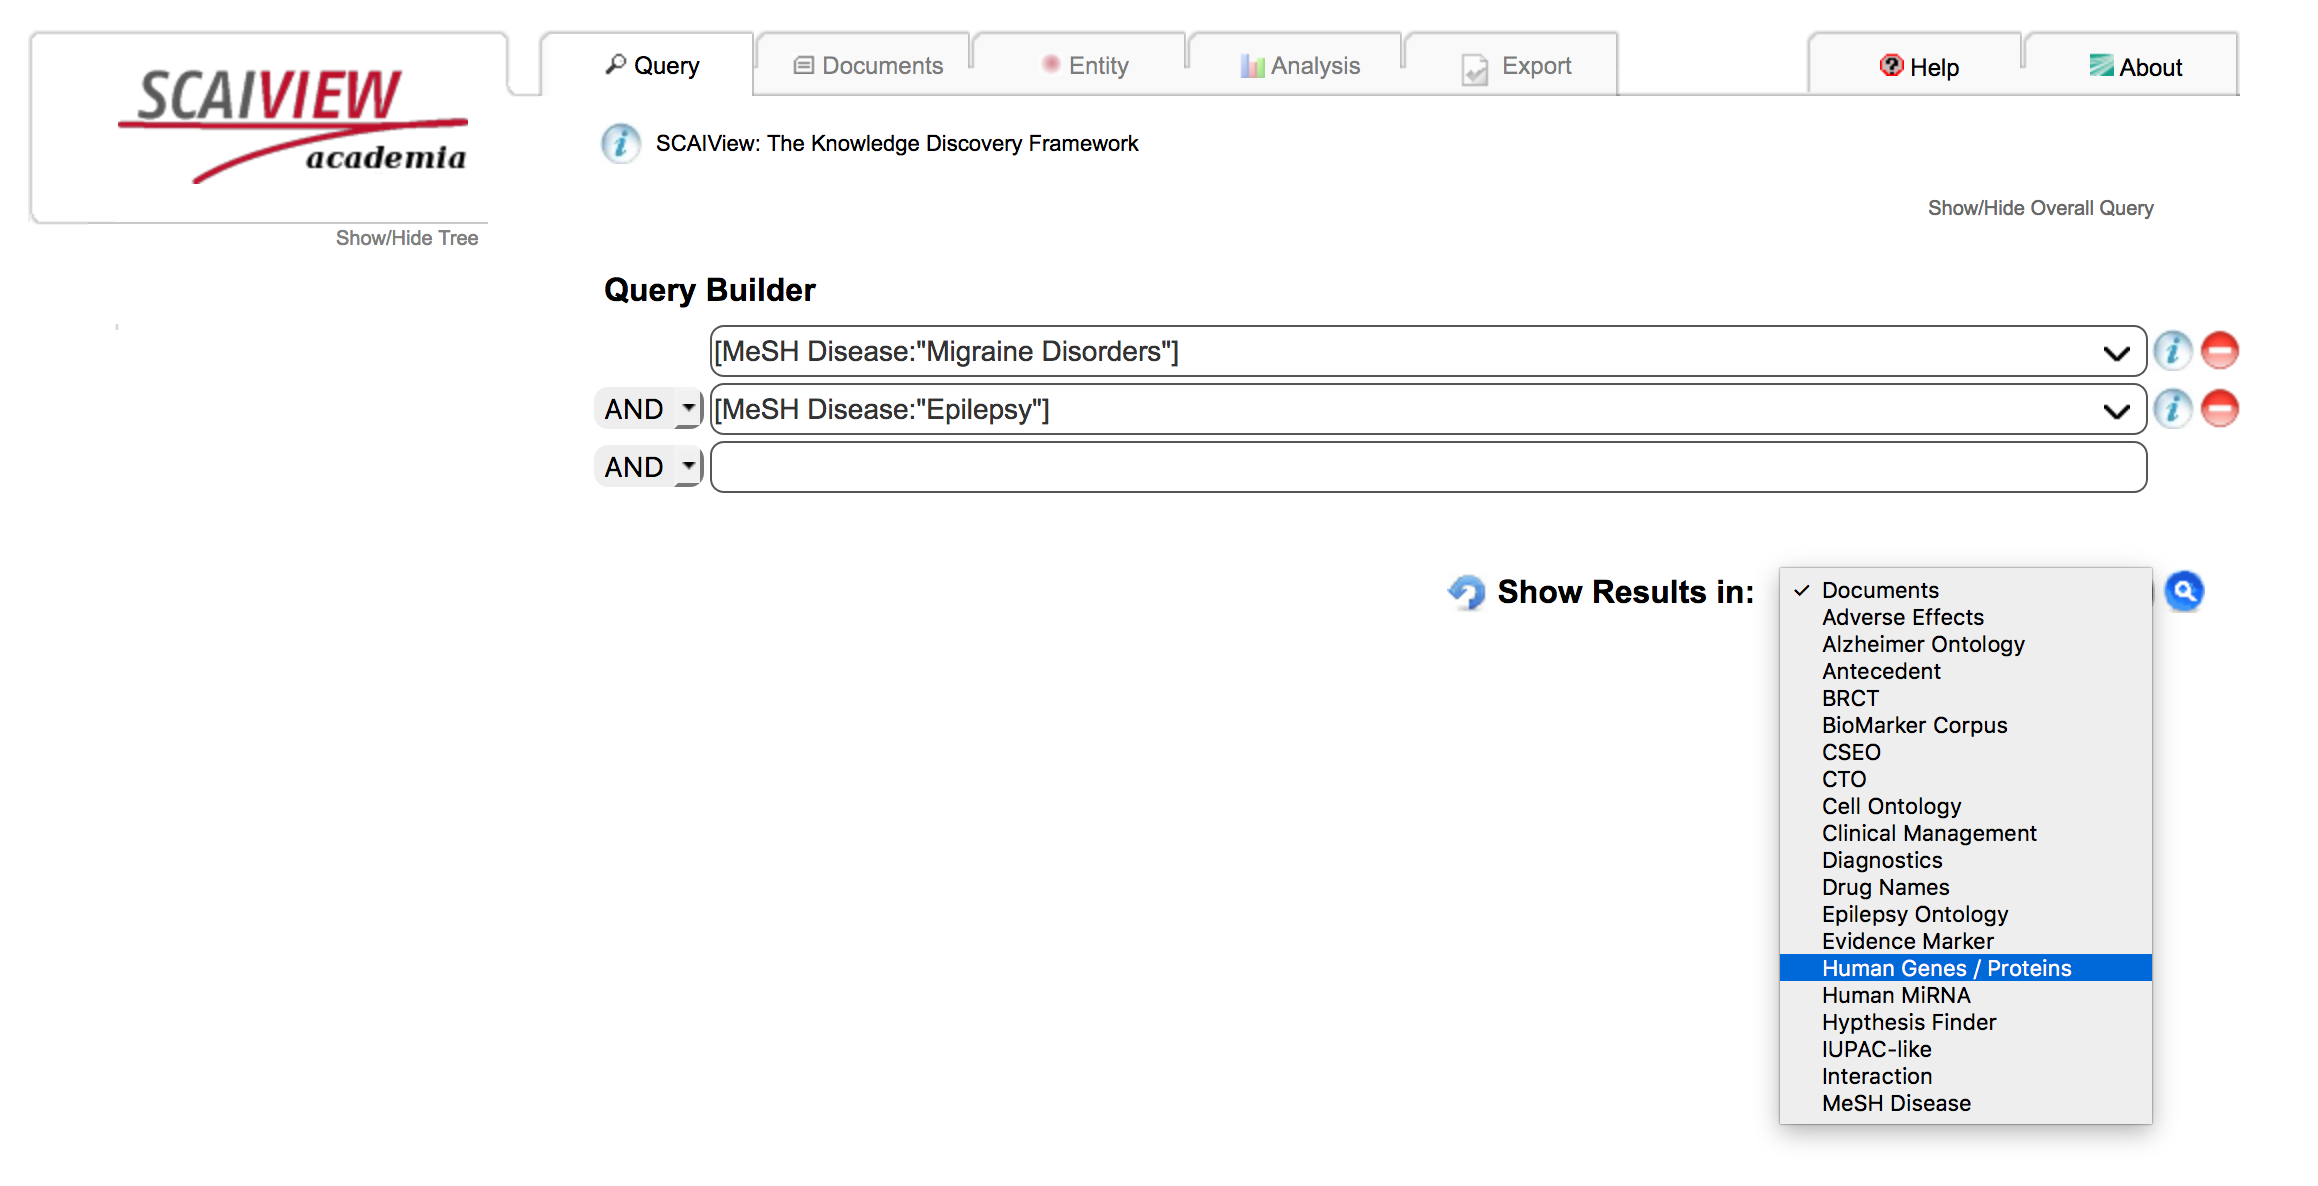 SCAIVIEW
academia
Query
Documents
Entity
Analysis
Export
Help
About
SCAIView: The Knowledge Discovery Framework
Show/Hide Overall Query
Show/Hide Tree
Query Builder
[MeSH Disease:"Migraine Disorders"]
AND [MeSH Disease:"Epilepsy"]
AND
Show Results in:
✓ Documents
Adverse Effects
Alzheimer Ontology
Antecedent
BRCT
BioMarker Corpus
CSEO
CTO
Cell Ontology
Clinical Management
Diagnostics
Drug Names
Epilepsy Ontology
Evidence Marker
Human Genes / Proteins
Human MiRNA
Hypthesis Finder
IUPAC-like
Interaction
MeSH Disease